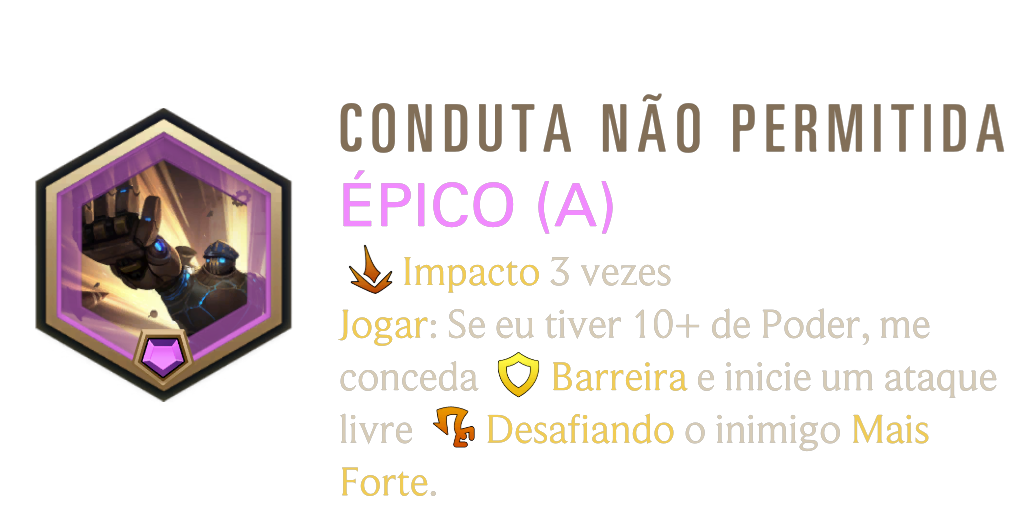 CONDUTA NÃO PERMITIDA
ÉPICO (A)
Impacto 3 vezes
Jogar: Se eu tiver 10+ de Poder, me
conceda Barreira e inicie um ataque
livre Desafiando o inimigo Mais
Forte.